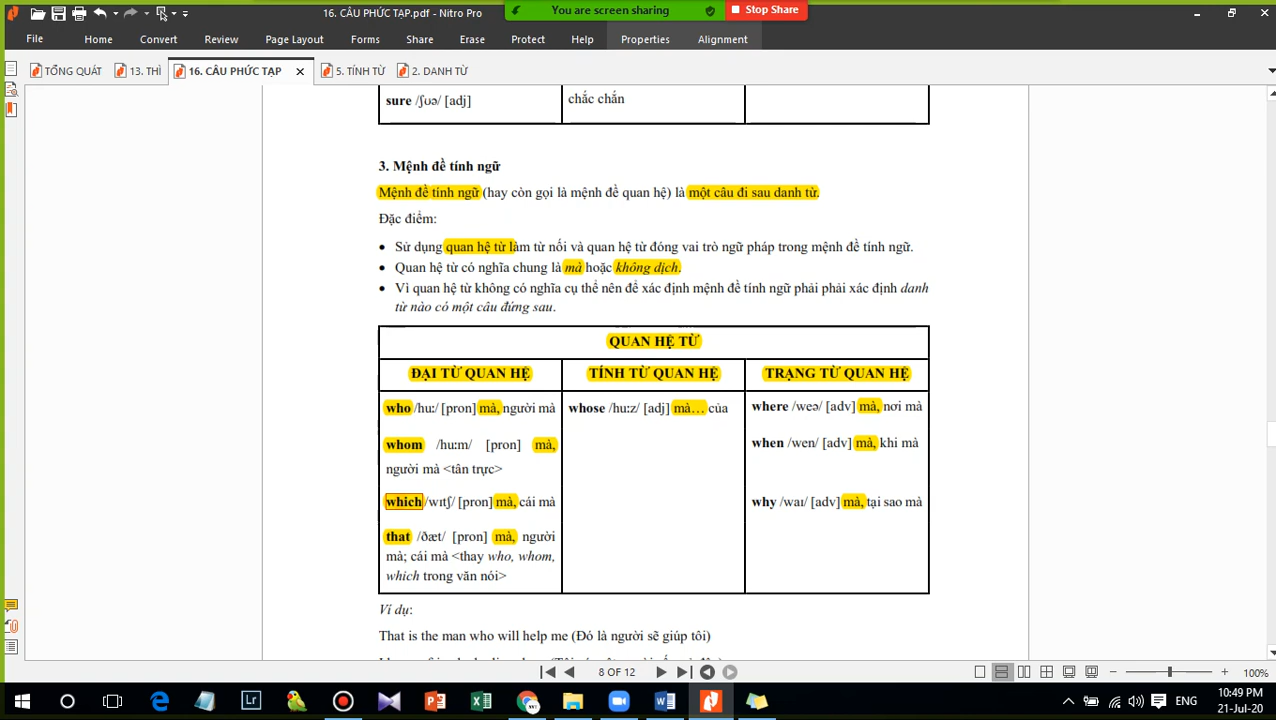 16. CÂU PHỨC TẠP.pdf - Nitro Pro
You are screen sharing
Stop Share
File Home Convert Review Page Layout Forms Share Erase Protect Help Properties Alignment
TỔNG QUÁT 13. THÌ 16. CÂU PHỨC TẠP 5. TÍNH TỪ 2. DANH TỪ
sure /ʃʊə/ [adj] chắc chắn
3. Mệnh đề tính ngữ
Mệnh đề tính ngữ (hay còn gọi là mệnh đề quan hệ) là một câu đi sau danh từ.
Đặc điểm:
• Sử dụng quan hệ từ làm từ nối và quan hệ từ đóng vai trò ngữ pháp trong mệnh đề tính ngữ.
• Quan hệ từ có nghĩa chung là mà hoặc không dịch.
• Vì quan hệ từ không có nghĩa cụ thể nên để xác định mệnh đề tính ngữ phải phải xác định danh
từ nào có một câu đứng sau.
QUAN HỆ TỪ
ĐẠI TỪ QUAN HỆ TÍNH TỪ QUAN HỆ TRẠNG TỪ QUAN HỆ
who /huː/ [pron] mà, người mà
whom /huːm/ [pron] mà,
người mà <tân trực>
which /wɪtʃ/ [pron] mà, cái mà
that /ðæt/ [pron] mà, người
mà; cái mà <thay who, whom,
which trong văn nói>
whose /huːz/ [adj] mà… của
where /weə/ [adv] mà, nơi mà
when /wen/ [adv] mà, khi mà
why /waɪ/ [adv] mà, tại sao mà
Ví dụ:
That is the man who will help me (Đó là người sẽ giúp tôi)
8 OF 12
100%
ENG
10:49 PM
21-Jul-20